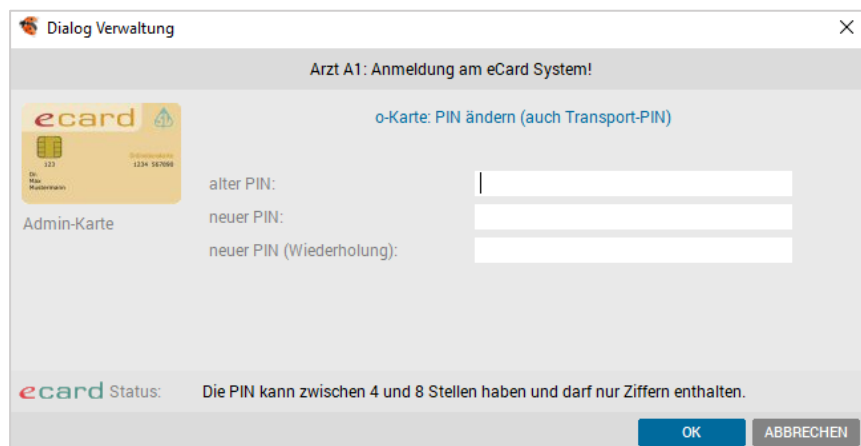 Dialog Verwaltung
Arzt A1: Anmeldung am eCard System!
ecard
o-Karte: PIN ändern (auch Transport-PIN)
123
1234 567890
Dr.
Max
Mustermann
alter PIN:
Admin-Karte
neuer PIN:
neuer PIN (Wiederholung):
ecard Status: Die PIN kann zwischen 4 und 8 Stellen haben und darf nur Ziffern enthalten.
OK ABBRECHEN